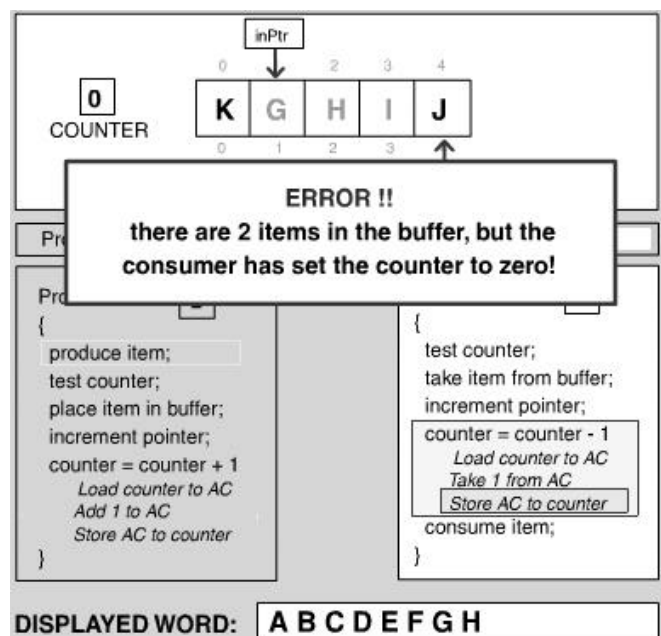 inPtr
0 2 3 4
0
COUNTER
K G H I J
0 1 2 3
ERROR !!
there are 2 items in the buffer, but the
consumer has set the counter to zero!
{
produce item;
test counter;
place item in buffer;
increment pointer;
counter = counter + 1
Load counter to AC
Add 1 to AC
Store AC to counter
}
{
test counter;
take item from buffer;
increment pointer;
counter = counter - 1
Load counter to AC
Take 1 from AC
Store AC to counter
consume item;
}
DISPLAYED WORD: A B C D E F G H